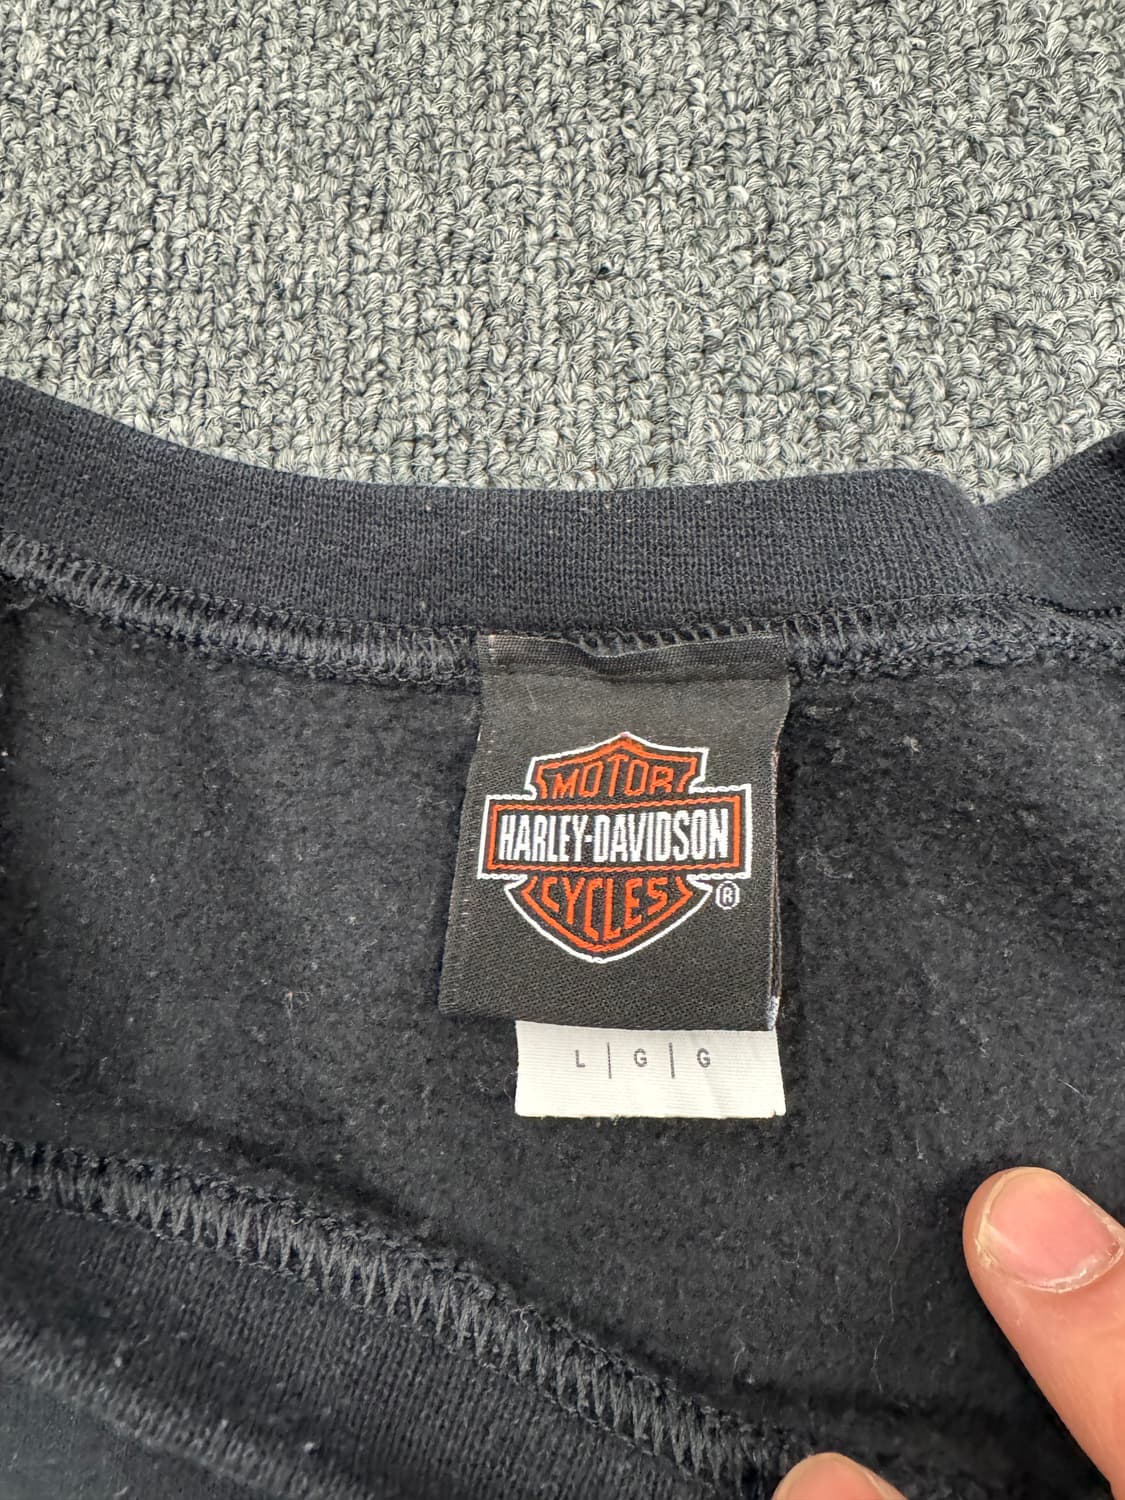 MOTOR
HARLEY-DAVIDSON
CYCLES
®
L | G | G